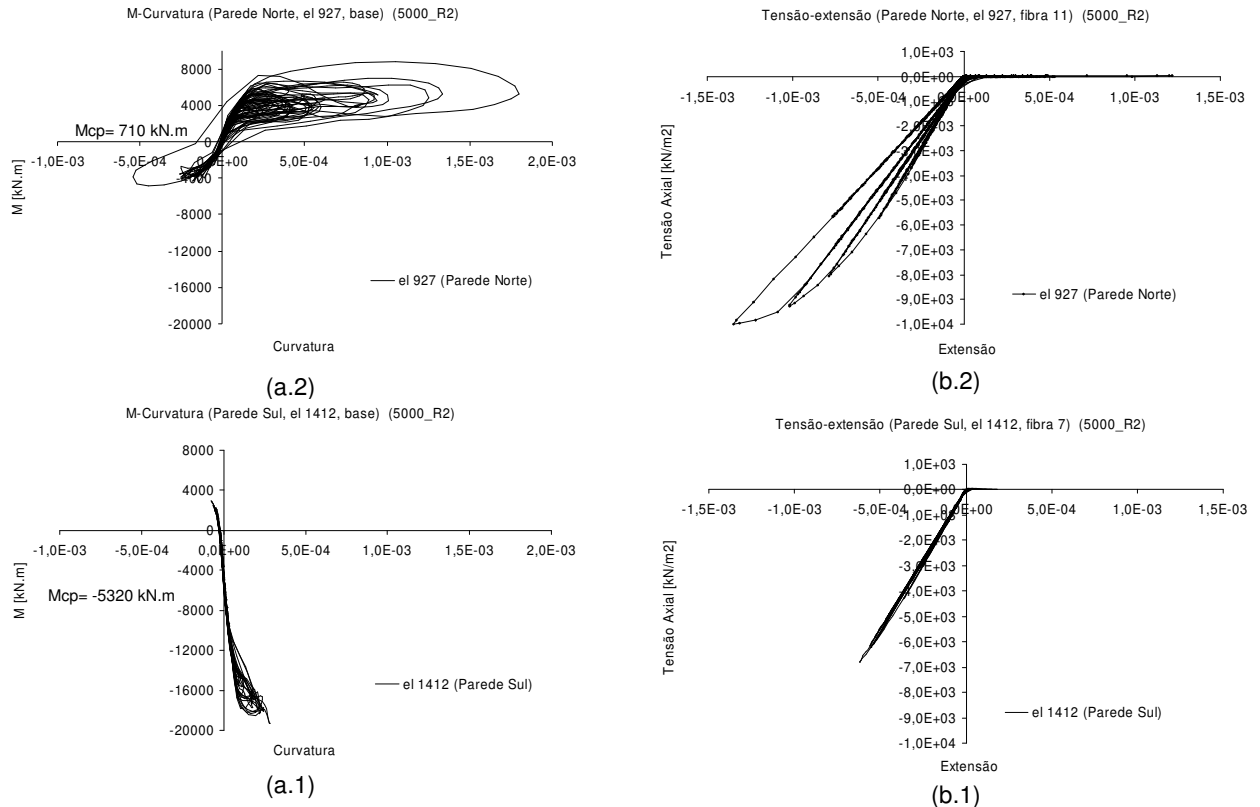 M-Curvatura (Parede Norte, el 927, base) (5000_R2)
8000
4000
0
-4000
-8000
-12000
-16000
-20000
-1,0E-03 -5,0E-04 0,0E+00 5,0E-04 1,0E-03 1,5E-03 2,0E-03
Mcp= 710 kN.m
M [kN.m]
el 927 (Parede Norte)
Curvatura
(a.2)
Tensão-extensão (Parede Norte, el 927, fibra 11) (5000_R2)
1,0E+03
0,0E+00
-1,0E+03
-2,0E+03
-3,0E+03
-4,0E+03
-5,0E+03
-6,0E+03
-7,0E+03
-8,0E+03
-9,0E+03
-1,0E+04
-1,5E-03 -1,0E-03 -5,0E-04 0,0E+00 5,0E-04 1,0E-03 1,5E-03
Tensão Axial [kN/m2]
el 927 (Parede Norte)
Extensão
(b.2)
M-Curvatura (Parede Sul, el 1412, base) (5000_R2)
8000
4000
0
-4000
-8000
-12000
-16000
-20000
-1,0E-03 -5,0E-04 0,0E+00 5,0E-04 1,0E-03 1,5E-03 2,0E-03
Mcp= -5320 kN.m
M [kN.m]
el 1412 (Parede Sul)
Curvatura
(a.1)
Tensão-extensão (Parede Sul, el 1412, fibra 7) (5000_R2)
1,0E+03
0,0E+00
-1,0E+03
-2,0E+03
-3,0E+03
-4,0E+03
-5,0E+03
-6,0E+03
-7,0E+03
-8,0E+03
-9,0E+03
-1,0E+04
-1,5E-03 -1,0E-03 -5,0E-04 0,0E+00 5,0E-04 1,0E-03 1,5E-03
Tensão Axial [kN/m2]
el 1412 (Parede Sul)
Extensão
(b.1)